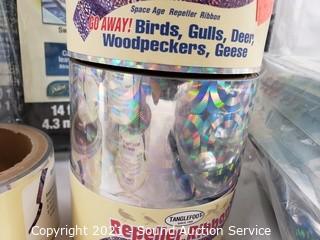 Space Age Repeller Ribbon
GO AWAY! Birds, Gulls, Deer,
Woodpeckers, Geese
14
4.3 m
TANGLEFOOT
Repeller
Copyright 2021 Sound Auction Service